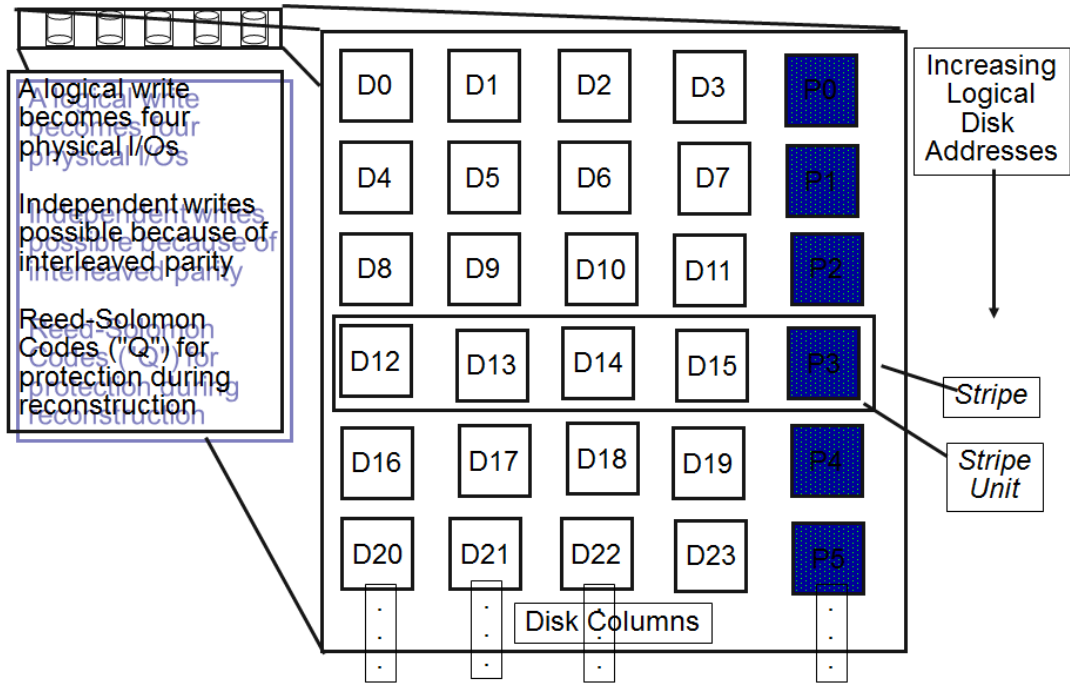 A logical write
becomes four
physical I/Os
Independent writes
possible because of
interleaved parity
Reed-Solomon
Codes ("Q") for
protection during
reconstruction
D0 D1 D2 D3 P0
D4 D5 D6 D7 P1
D8 D9 D10 D11 P2
D12 D13 D14 D15 P3
D16 D17 D18 D19 P4
D20 D21 D22 D23 P5
Disk Columns
Increasing
Logical
Disk
Addresses
Stripe
Stripe
Unit